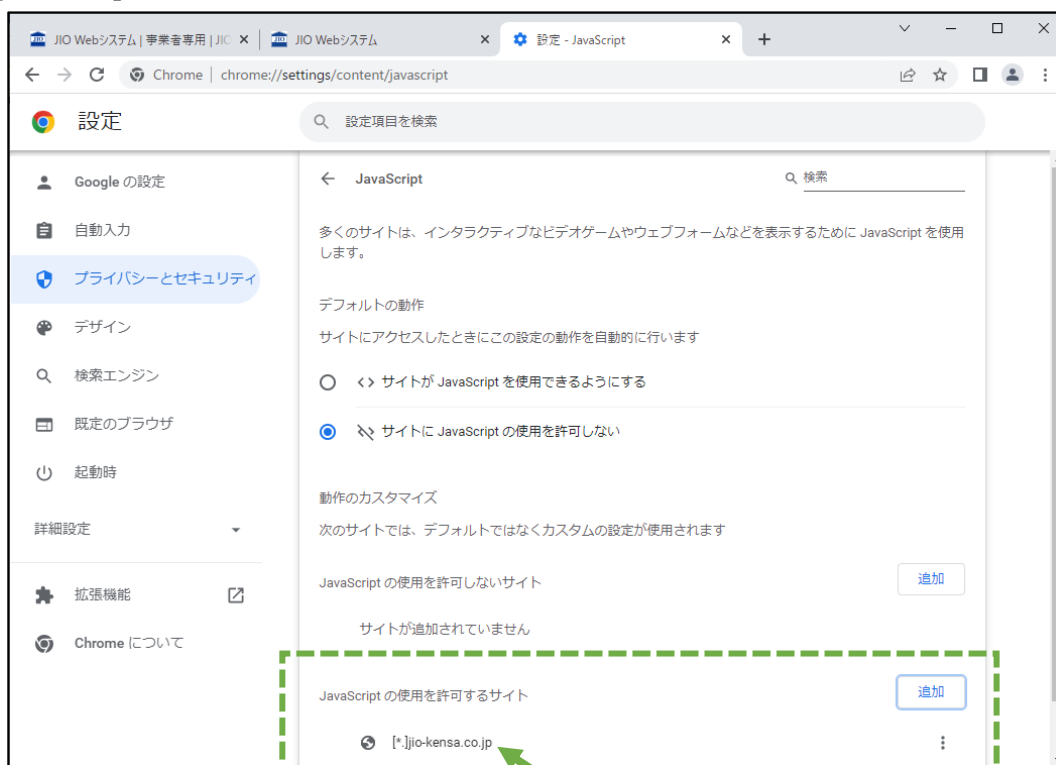 JIO Webシステム | 事業者専用 | JIC
JIO Webシステム
設定 - JavaScript
Chrome | chrome://settings/content/javascript
設定
設定項目を検索
Google の設定
自動入力
プライバシーとセキュリティ
デザイン
検索エンジン
既定のブラウザ
起動時
詳細設定
拡張機能
Chrome について
JavaScript
検索
多くのサイトは、インタラクティブなビデオゲームやウェブフォームなどを表示するために JavaScript を使用
します。
デフォルトの動作
サイトにアクセスしたときにこの設定の動作を自動的に行います
<> サイトが JavaScript を使用できるようにする
サイトに JavaScript の使用を許可しない
動作のカスタマイズ
次のサイトでは、デフォルトではなくカスタムの設定が使用されます
JavaScript の使用を許可しないサイト
追加
サイトが追加されていません
JavaScript の使用を許可するサイト
追加
[*.]jio-kensa.co.jp